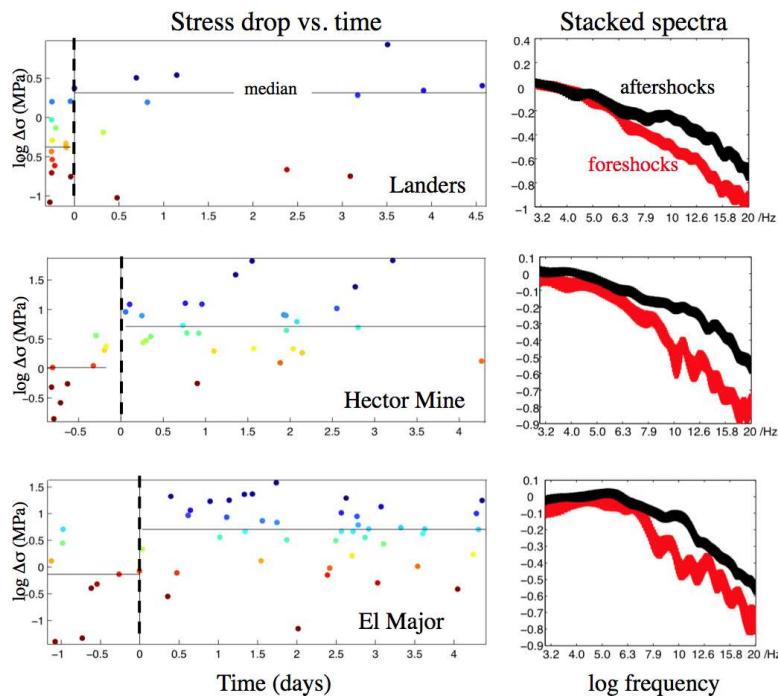 Stress drop vs. time
Stacked spectra
log Δσ (MPa)
0.5
0
-0.5
-1
median
Landers
0 0.5 1 1.5 2 2.5 3 3.5 4 4.5
0.4
0.2
0
-0.2
-0.4
-0.6
-0.8
-1
aftershocks
foreshocks
3.2 4.0 5.0 6.3 7.9 10 12 15 20 /Hz
log Δσ (MPa)
1.5
1
0.5
0
-0.5
Hector Mine
-0.5 0 0.5 1 1.5 2 2.5 3 3.5 4
0.1
0
-0.1
-0.2
-0.3
-0.4
-0.5
-0.6
-0.7
-0.8
-0.9
3.2 4.0 5.0 6.3 7.9 10 12 15 20 /Hz
log Δσ (MPa)
1.5
1
0.5
0
-0.5
-1
El Major
-1 -0.5 0 0.5 1 1.5 2 2.5 3 3.5 4
Time (days)
0.1
0
-0.1
-0.2
-0.3
-0.4
-0.5
-0.6
-0.7
-0.8
-0.9
3.2 4.0 5.0 6.3 7.9 10 12 15 20 /Hz
log frequency